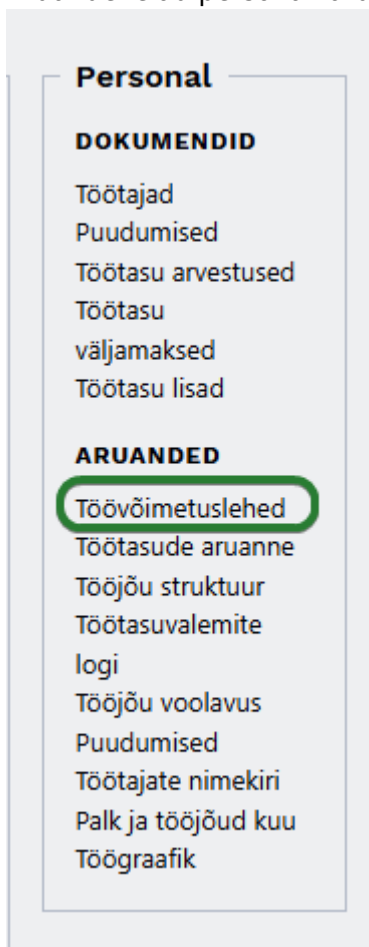 Personal
DOKUMENDID
Töötajad
Puudumised
Töötasu arvestused
Töötasu
väljamaksed
Töötasu lisad
ARUANDED
Töövõimetuslehed
Töötasude aruanne
Tööjõu struktuur
Töötasuvalemite
logi
Tööjõu voolavus
Puudumised
Töötajate nimekiri
Palk ja tööjõud kuu
Töögraafik